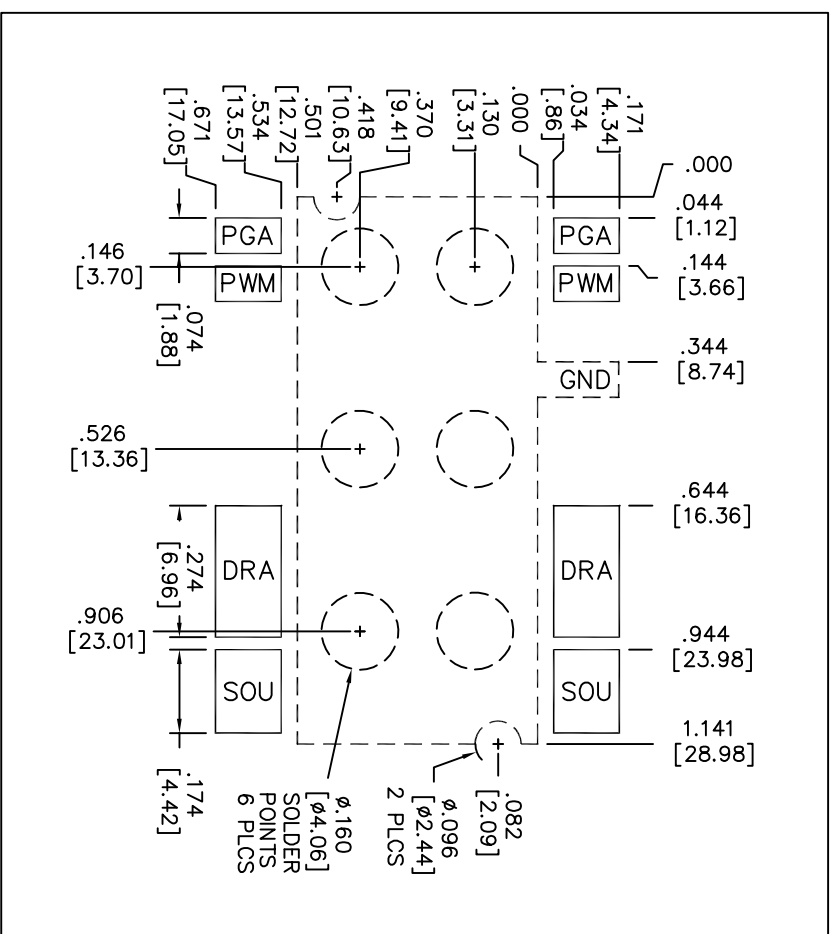 .671
[17.05]
.534
[13.57]
.501
[12.72]
.418
[10.63]
.370
[9.41]
.130
[3.31]
.000
.034
[.86]
.171
[4.34]
.000
.044
[1.12]
PGA
PGA
.146
[3.70]
PWM
PWM
.144
[3.66]
.074
[1.88]
.344
[8.74]
GND
.526
[13.36]
.644
[16.36]
.274
[6.96]
DRA
DRA
.906
[23.01]
.944
[23.98]
SOU
SOU
1.141
[28.98]
.174
[4.42]
ø.160
[ø4.06]
SOLDER
POINTS
6 PLCS
ø.096
[ø2.44]
2 PLCS
.082
[2.09]